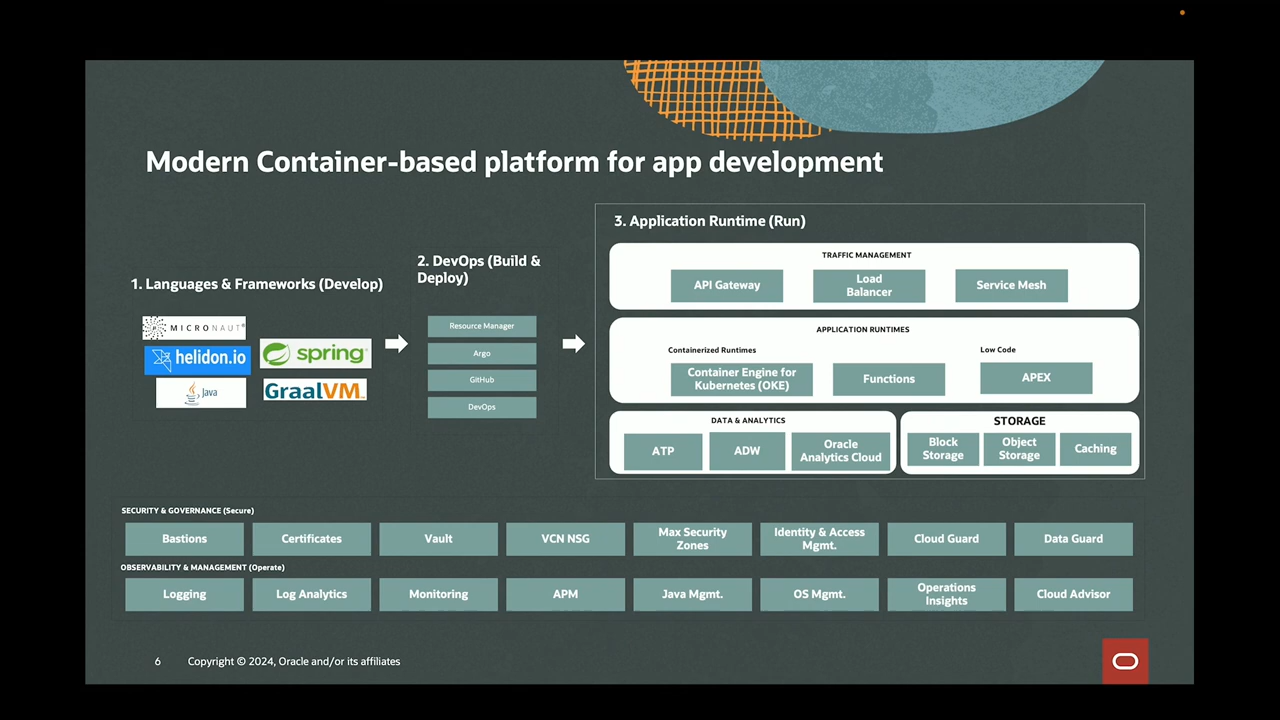 Modern Container-based platform for app development
1. Languages & Frameworks (Develop)
MICRONAUT®
helidon.io
spring®
Java
GraalVM™
2. DevOps (Build &
Deploy)
Resource Manager
Argo
GitHub
DevOps
3. Application Runtime (Run)
TRAFFIC MANAGEMENT
API Gateway
Load
Balancer
Service Mesh
APPLICATION RUNTIMES
Containerized Runtimes
Low Code
Container Engine for
Kubernetes (OKE)
Functions
APEX
DATA & ANALYTICS
ATP
ADW
Oracle
Analytics Cloud
STORAGE
Block
Storage
Object
Storage
Caching
SECURITY & GOVERNANCE (Secure)
Bastions
Certificates
Vault
VCN NSG
Max Security
Zones
Identity & Access
Mgmt.
Cloud Guard
Data Guard
OBSERVABILITY & MANAGEMENT (Operate)
Logging
Log Analytics
Monitoring
APM
Java Mgmt.
OS Mgmt.
Operations
Insights
Cloud Advisor
6
Copyright © 2024, Oracle and/or its affiliates